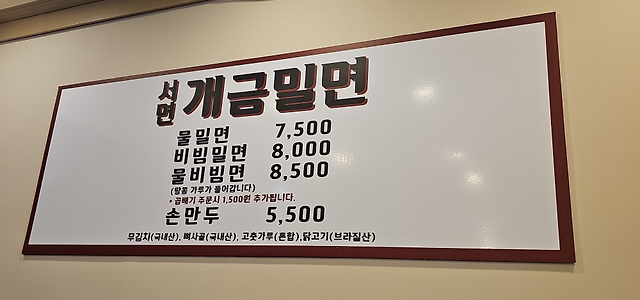 서면 개금밀면
물밀면 7,500
비빔밀면 8,000
물비빔면 8,500
(땅콩 가루가 들어갑니다)
* 곱빼기 주문시 1,500원 추가됩니다.
손만두 5,500
무김치(국내산), 뼈사골(국내산), 고춧가루(혼합),닭고기(브라질산)